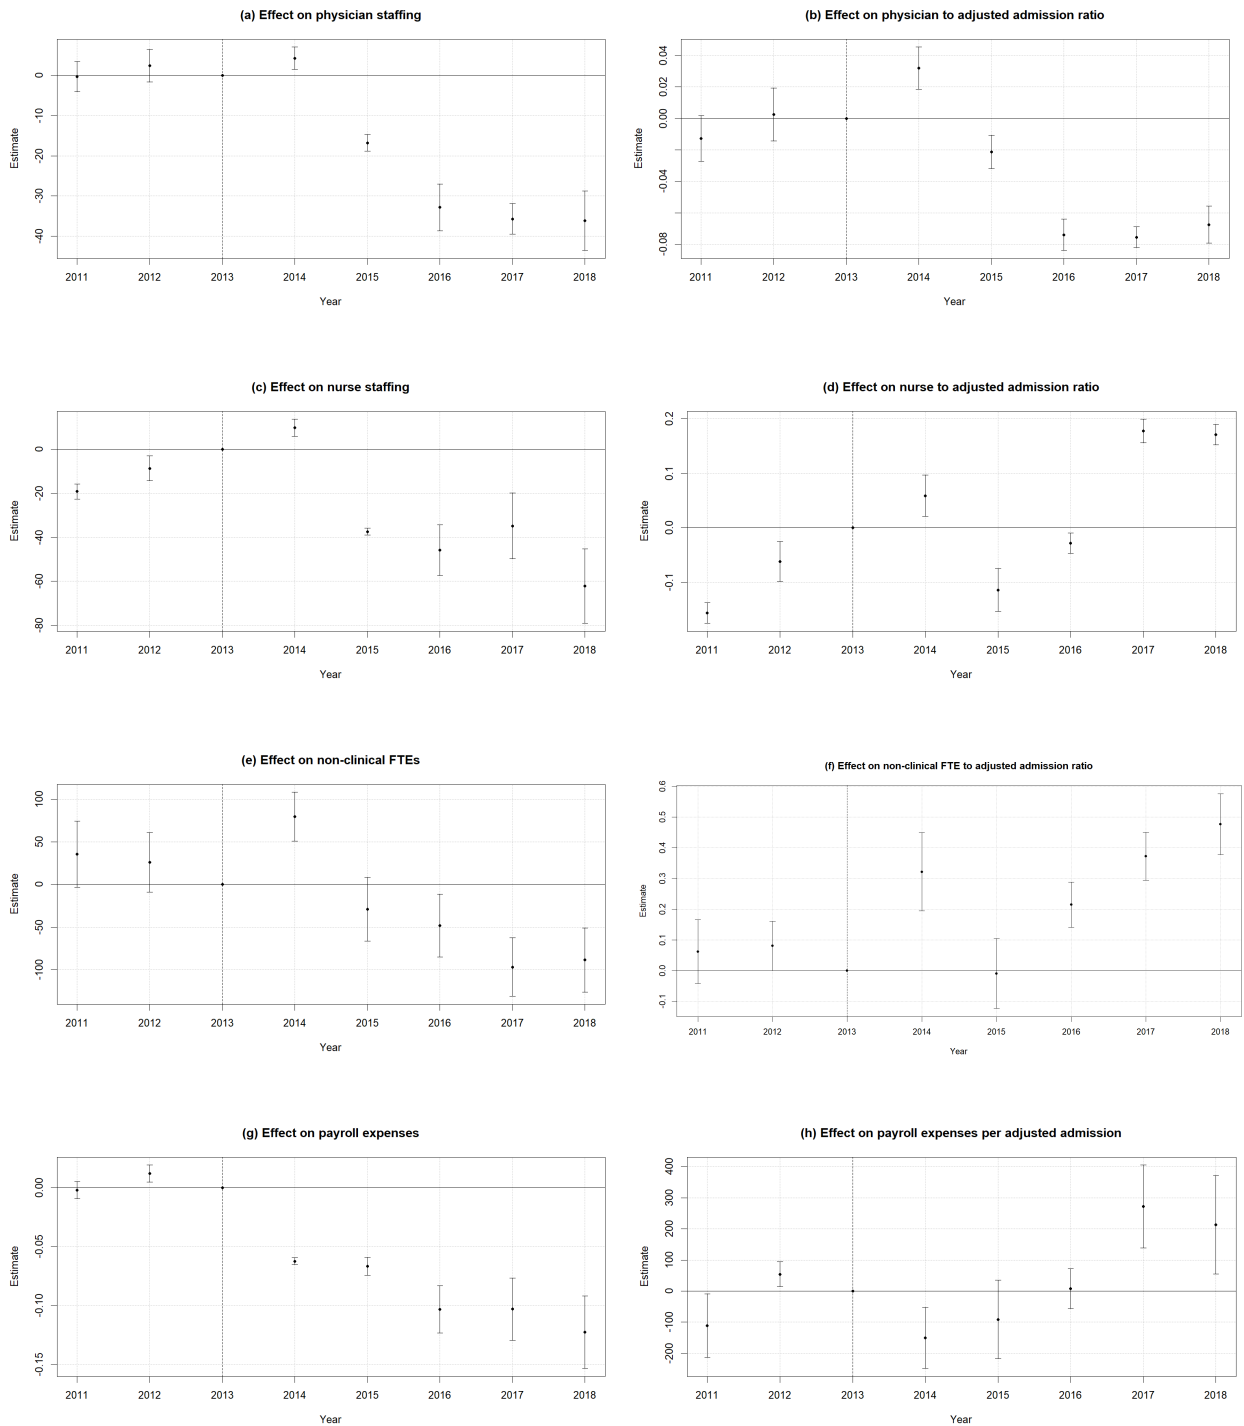 (a) Effect on physician staffing
Estimate
0
-10
-20
-30
-40
2011 2012 2013 2014 2015 2016 2017 2018
Year
(b) Effect on physician to adjusted admission ratio
Estimate
0.04
0.02
0.00
-0.04
-0.08
2011 2012 2013 2014 2015 2016 2017 2018
Year
(c) Effect on nurse staffing
Estimate
0
-20
-40
-60
-80
2011 2012 2013 2014 2015 2016 2017 2018
Year
(d) Effect on nurse to adjusted admission ratio
Estimate
0.2
0.1
0.0
-0.1
2011 2012 2013 2014 2015 2016 2017 2018
Year
(e) Effect on non-clinical FTEs
Estimate
100
50
0
-50
-100
2011 2012 2013 2014 2015 2016 2017 2018
Year
(f) Effect on non-clinical FTE to adjusted admission ratio
Estimate
0.6
0.5
0.4
0.3
0.2
0.1
0.0
-0.1
2011 2012 2013 2014 2015 2016 2017 2018
Year
(g) Effect on payroll expenses
Estimate
0.00
-0.05
-0.10
-0.15
2011 2012 2013 2014 2015 2016 2017 2018
Year
(h) Effect on payroll expenses per adjusted admission
Estimate
400
300
200
100
0
-100
-200
2011 2012 2013 2014 2015 2016 2017 2018
Year